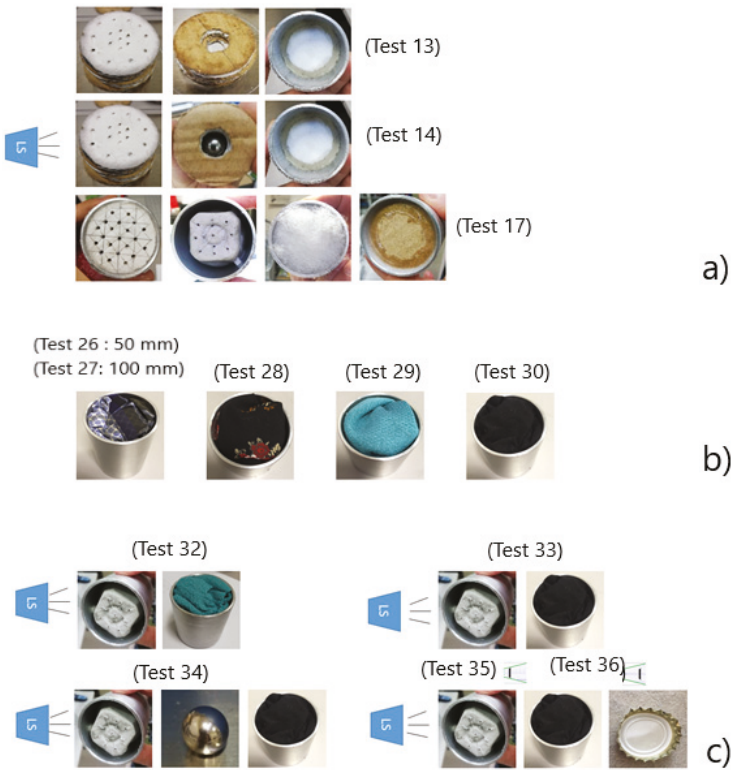 (Test 13)
LS
(Test 14)
(Test 17)
a)
(Test 26 : 50 mm)
(Test 27: 100 mm)
(Test 28)
(Test 29)
(Test 30)
b)
(Test 32)
(Test 33)
LS
LS
(Test 34)
(Test 35)
(Test 36)
LS
LS
c)